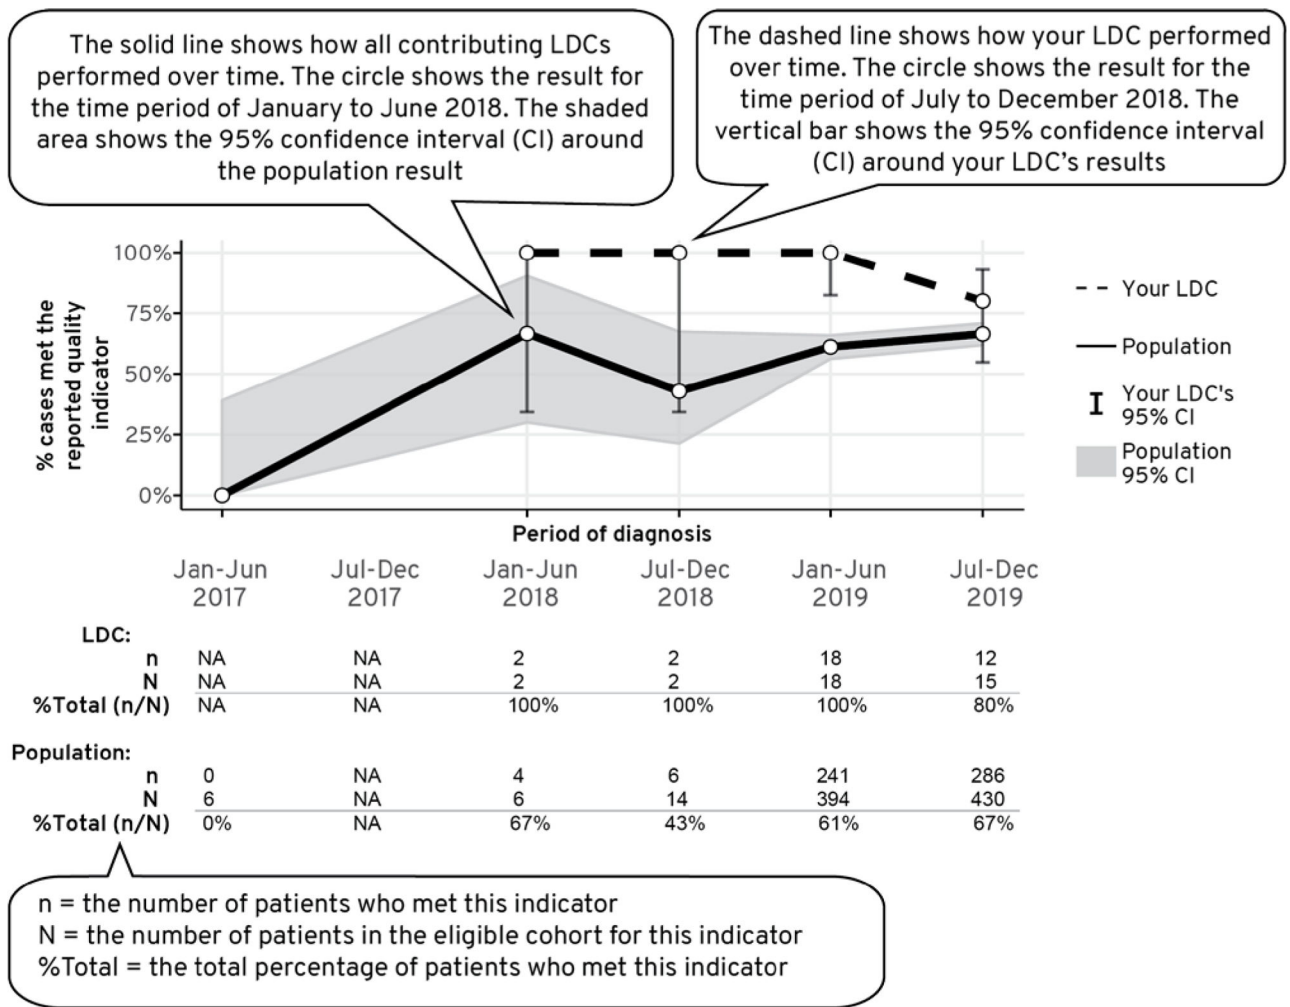 The solid line shows how all contributing LDCs
performed over time. The circle shows the result for
the time period of January to June 2018. The shaded
area shows the 95% confidence interval (CI) around
the population result
The dashed line shows how your LDC performed
over time. The circle shows the result for the
time period of July to December 2018. The
vertical bar shows the 95% confidence interval
(CI) around your LDC's results
% cases met the
reported quality
indicator
100%
75%
50%
25%
0%
Your LDC
Population
Your LDC's
95% CI
Population
95% CI
Period of diagnosis
Jan-Jun Jul-Dec Jan-Jun Jul-Dec Jan-Jun Jul-Dec
2017 2017 2018 2018 2019 2019
LDC:
n NA NA 2 2 18 12
N NA NA 2 2 18 15
%Total (n/N) NA NA 100% 100% 100% 80%
Population:
n 0 NA 4 6 241 286
N 6 NA 6 14 394 430
%Total (n/N) 0% NA 67% 43% 61% 67%
n = the number of patients who met this indicator
N = the number of patients in the eligible cohort for this indicator
%Total = the total percentage of patients who met this indicator